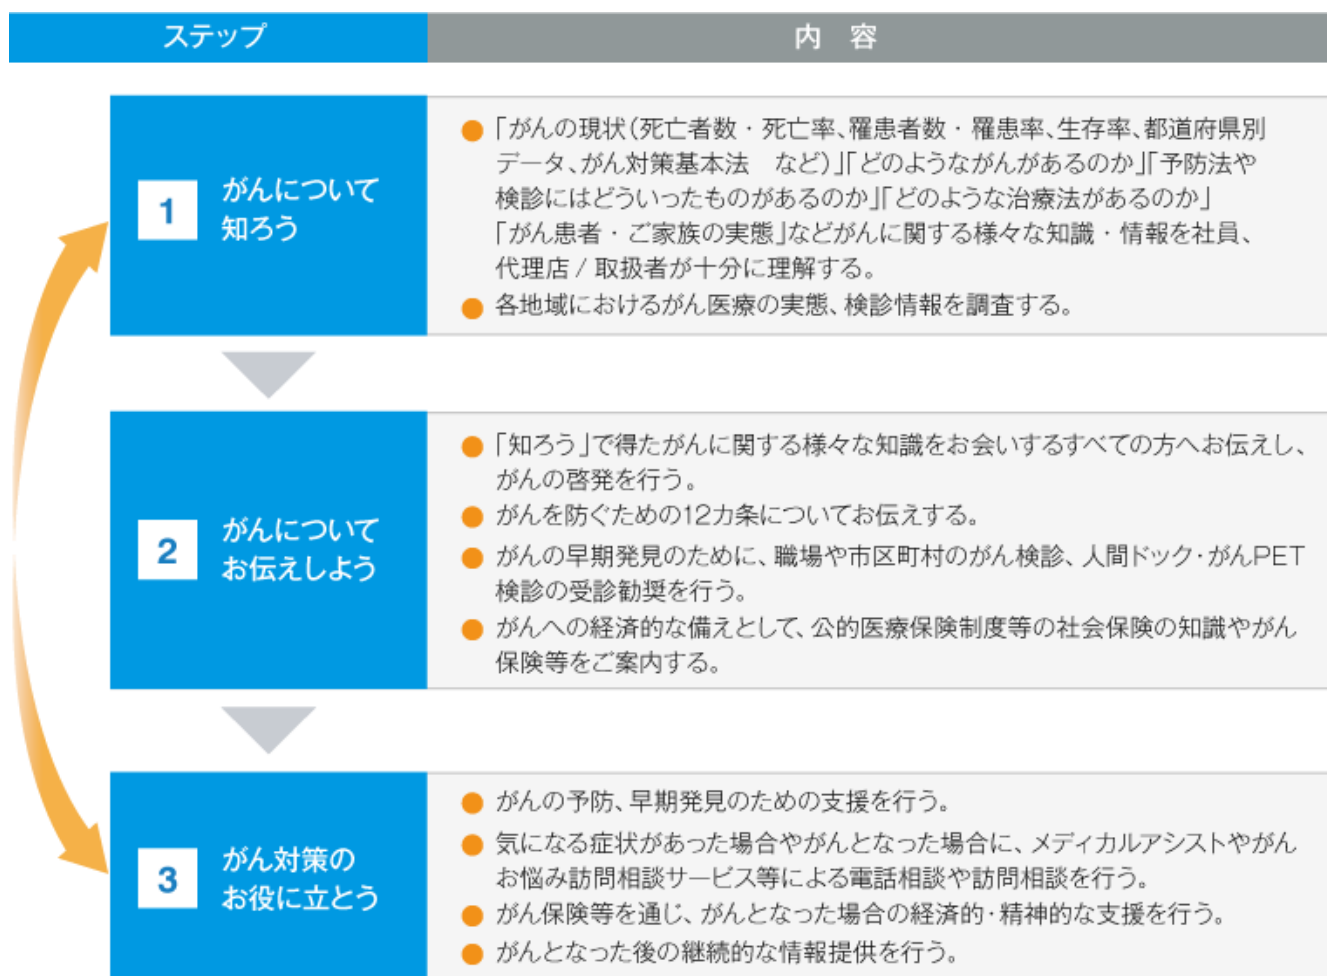 ステップ
内　容
1
がんについて
知ろう
● 「がんの現状（死亡者数・死亡率、罹患者数・罹患率、生存率、都道府県別
データ、がん対策基本法　など）」「どのようながんがあるのか」「予防法や
検診にはどういったものがあるのか」「どのような治療法があるのか」
「がん患者・ご家族の実態」などがんに関する様々な知識・情報を社員、
代理店 / 取扱者が十分に理解する。
● 各地域におけるがん医療の実態、検診情報を調査する。
2
がんについて
お伝えしよう
● 「知ろう」で得たがんに関する様々な知識をお会いするすべての方へお伝えし、
がんの啓発を行う。
● がんを防ぐための12カ条についてお伝えする。
● がんの早期発見のために、職場や市区町村のがん検診、人間ドック・がんPET
検診の受診勧奨を行う。
● がんへの経済的な備えとして、公的医療保険制度等の社会保険の知識やがん
保険等をご案内する。
3
がん対策の
お役に立とう
● がんの予防、早期発見のための支援を行う。
● 気になる症状があった場合やがんとなった場合に、メディカルアシストやがん
お悩み訪問相談サービス等による電話相談や訪問相談を行う。
● がん保険等を通じ、がんとなった場合の経済的・精神的な支援を行う。
● がんとなった後の継続的な情報提供を行う。